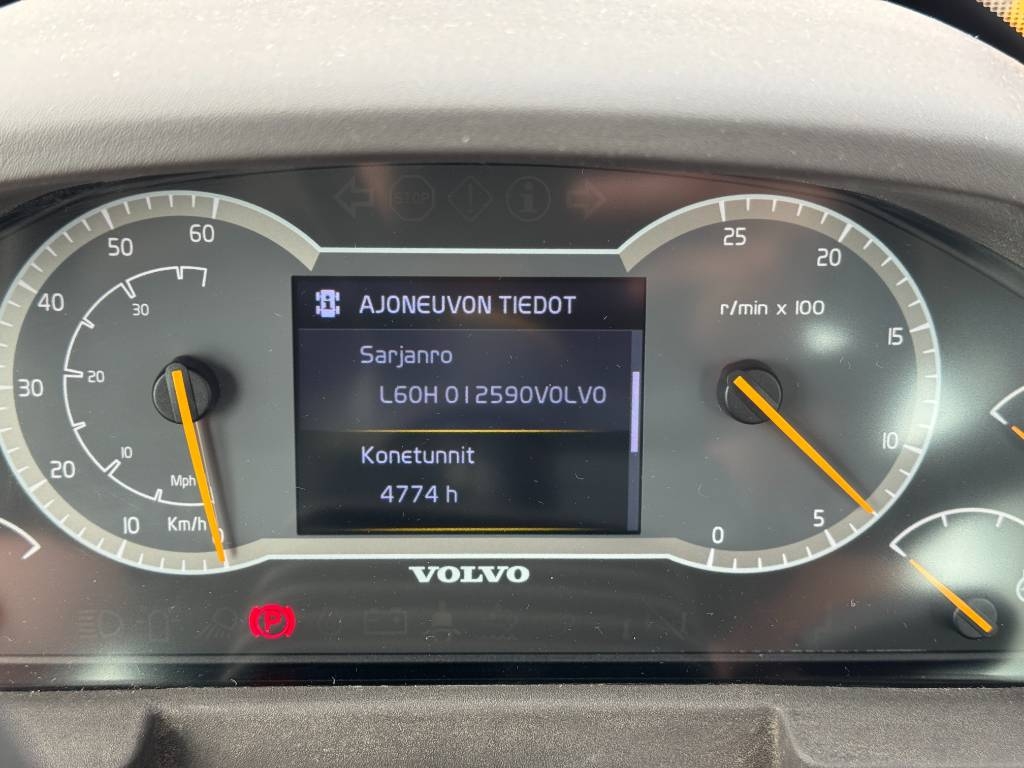 STOP
AJONEUVON TIEDOT
Sarjanro
L60H 012590VOLVO
Konetunnit
4774 h
60
50
40
30
20
10
Km/h
30
20
10
Mph
25
20
15
10
5
0
r/min x 100
VOLVO
P